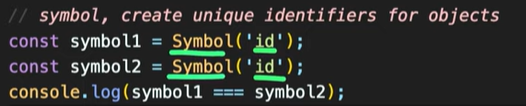 // symbol, create unique identifiers for objects
const symbol1 = Symbol('id');
const symbol2 = Symbol('id');
console.log(symbol1 === symbol2);